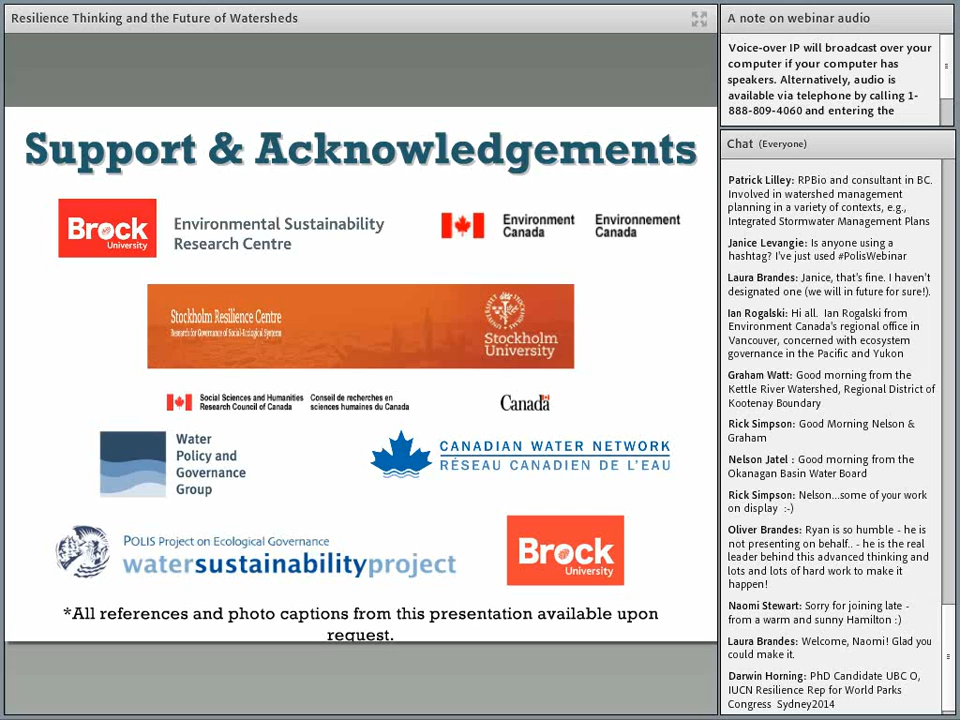 Resilience Thinking and the Future of Watersheds
Support & Acknowledgements
Brock
University
Environmental Sustainability
Research Centre
Environment
Canada
Environnement
Canada
Stockholm Resilience Centre
Research for Governance of Social-Ecological Systems
Stockholm
University
Social Sciences and Humanities
Research Council of Canada
Conseil de recherches en
sciences humaines du Canada
Canada
Water
Policy and
Governance
Group
CANADIAN WATER NETWORK
RÉSEAU CANADIEN DE L'EAU
POLIS Project on Ecological Governance
watersustainabilityproject
Brock
University
*All references and photo captions from this presentation available upon
request.
A note on webinar audio
Voice-over IP will broadcast over your
computer if your computer has
speakers. Alternatively, audio is
available via telephone by calling 1-
888-809-4060 and entering the
Chat (Everyone)
Patrick Lilley: RPBio and consultant in BC.
Involved in watershed management
planning in a variety of contexts, e.g.,
Integrated Stormwater Management Plans
Janice Levangie: Is anyone using a
hashtag? I've just used #PolisWebinar
Laura Brandes: Janice, that's fine. I haven't
designated one (we will in future for sure!).
Ian Rogalski: Hi all. Ian Rogalski from
Environment Canada's regional office in
Vancouver, concerned with ecosystem
governance in the Pacific and Yukon
Graham Watt: Good morning from the
Kettle River Watershed, Regional District of
Kootenay Boundary
Rick Simpson: Good Morning Nelson &
Graham
Nelson Jatel : Good morning from the
Okanagan Basin Water Board
Rick Simpson: Nelson...some of your work
on display :-)
Oliver Brandes: Ryan is so humble - he is
not presenting on behalf.. - he is the real
leader behind this advanced thinking and
lots and lots of hard work to make it
happen!
Naomi Stewart: Sorry for joining late -
from a warm and sunny Hamilton :)
Laura Brandes: Welcome, Naomi! Glad you
could make it.
Darwin Horning: PhD Candidate UBC O,
IUCN Resilience Rep for World Parks
Congress Sydney2014